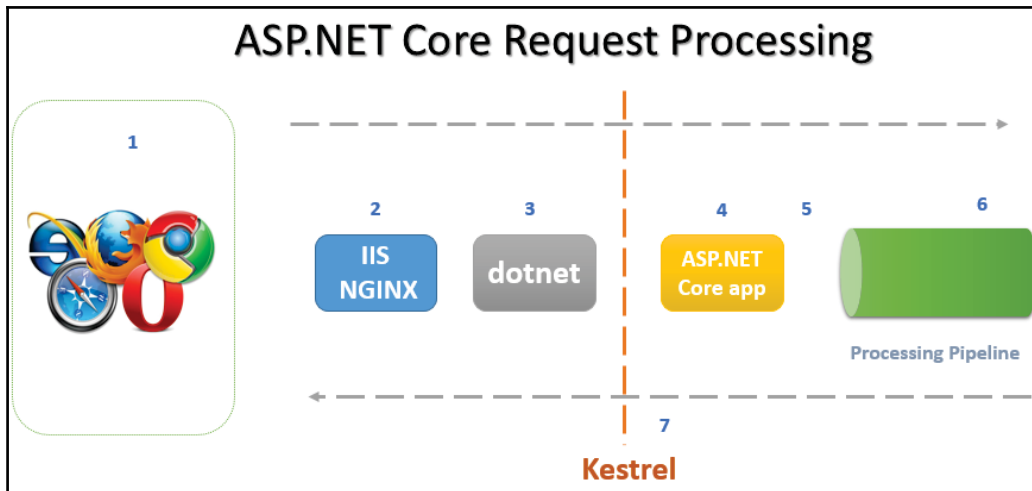 ASP.NET Core Request Processing
1
2
3
4
5
6
IIS
NGINX
dotnet
ASP.NET
Core app
Processing Pipeline
7
Kestrel